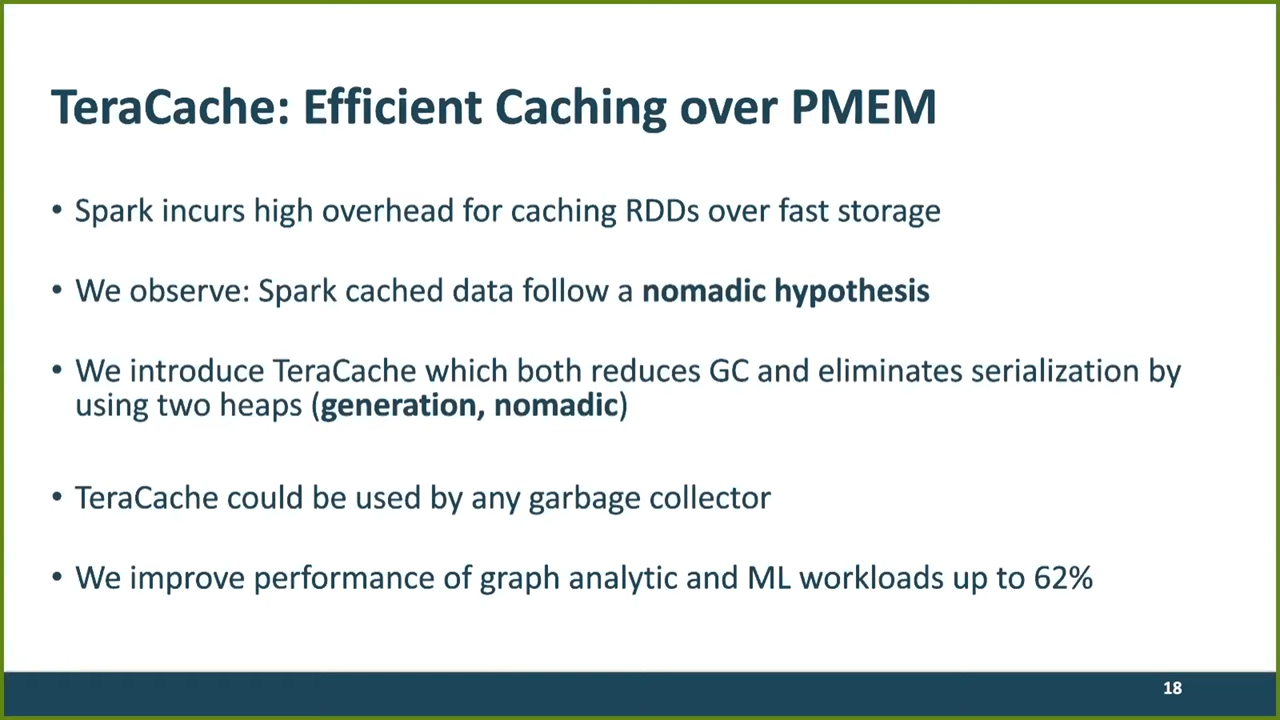 TeraCache: Efficient Caching over PMEM
• Spark incurs high overhead for caching RDDs over fast storage
• We observe: Spark cached data follow a nomadic hypothesis
• We introduce TeraCache which both reduces GC and eliminates serialization by
using two heaps (generation, nomadic)
• TeraCache could be used by any garbage collector
• We improve performance of graph analytic and ML workloads up to 62%
18